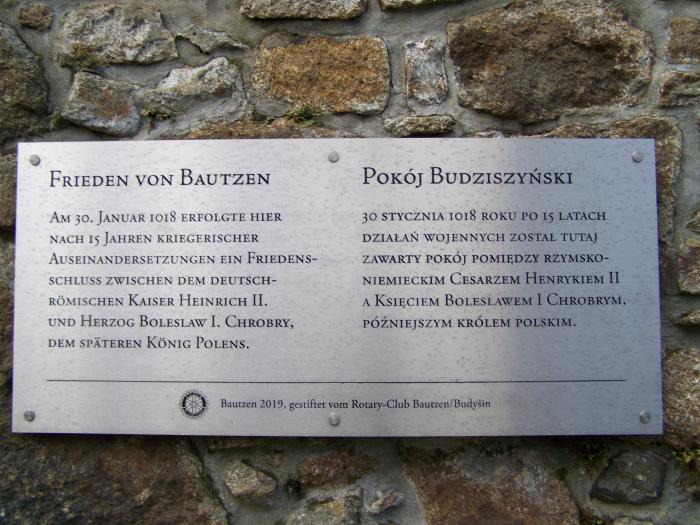 Frieden von Bautzen
Am 30. Januar 1018 erfolgte hier
nach 15 Jahren kriegerischer
Auseinandersetzungen ein Friedens-
schluss zwischen dem deutsch-
römischen Kaiser Heinrich II.
und Herzog Boleslaw I. Chrobry,
dem späteren König Polens.
Pokój Budziszyński
30 stycznia 1018 roku po 15 latach
działań wojennych został tutaj
zawarty pokój pomiędzy rzymsko-
niemieckim Cesarzem Henrykiem II
a Księciem Bolesławem I Chrobrym,
późniejszym królem polskim.
Bautzen 2019, gestiftet vom Rotary-Club Bautzen/Budyšin